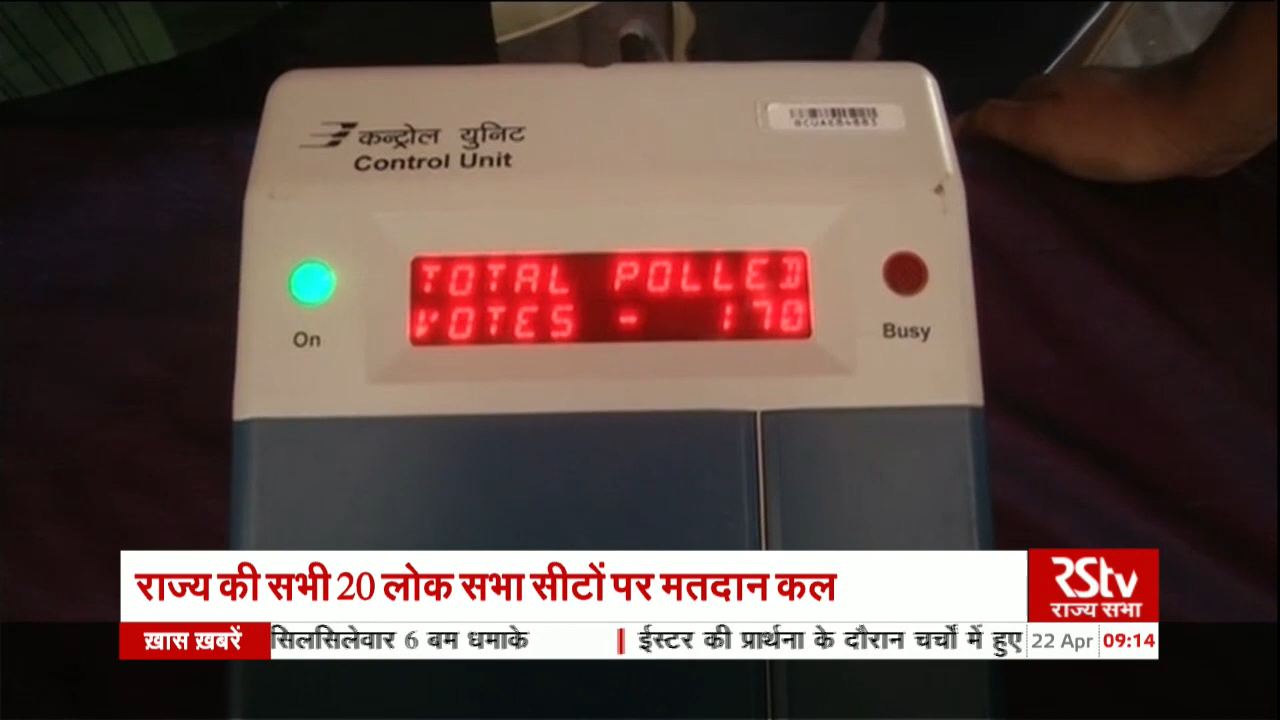 कन्ट्रोल युनिट
Control Unit
On
TOTAL POLLED
VOTES - 170
Busy
राज्य की सभी 20 लोक सभा सीटों पर मतदान कल
RStv
राज्य सभा
ख़ास ख़बरें
सिलसिलेवार 6 बम धमाके
ईस्टर की प्रार्थना के दौरान चर्चों में हुए
22 Apr
09:14